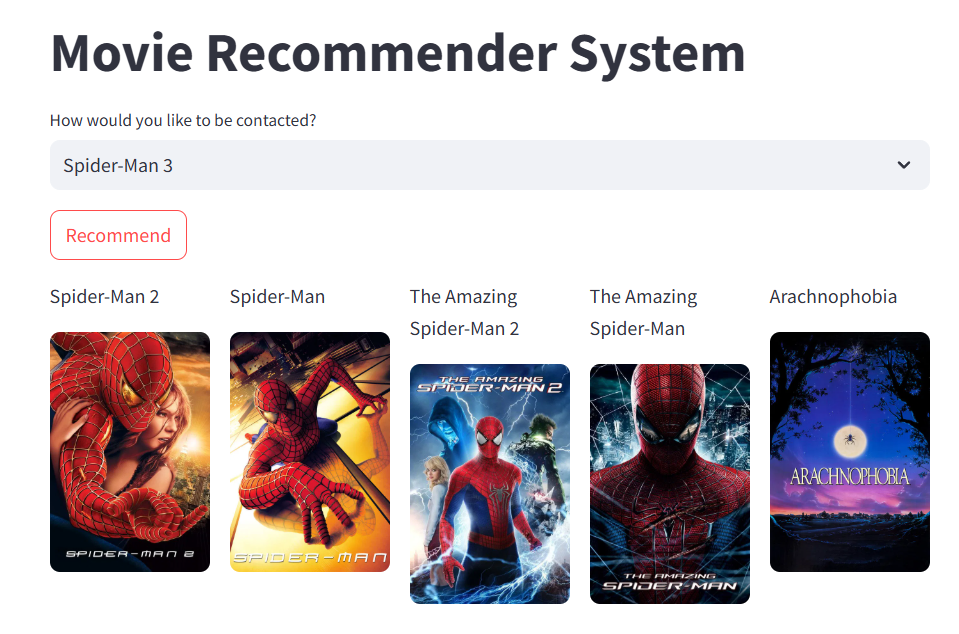 Movie Recommender System
How would you like to be contacted?
Spider-Man 3
Recommend
Spider-Man 2
Spider-Man
The Amazing
Spider-Man 2
The Amazing
Spider-Man
Arachnophobia
SPIDER-MAN 2
SPIDER-MAN
THE AMAZING
SPIDER-MAN 2
THE AMAZING
SPIDER-MAN
ARACHNOPHOBIA